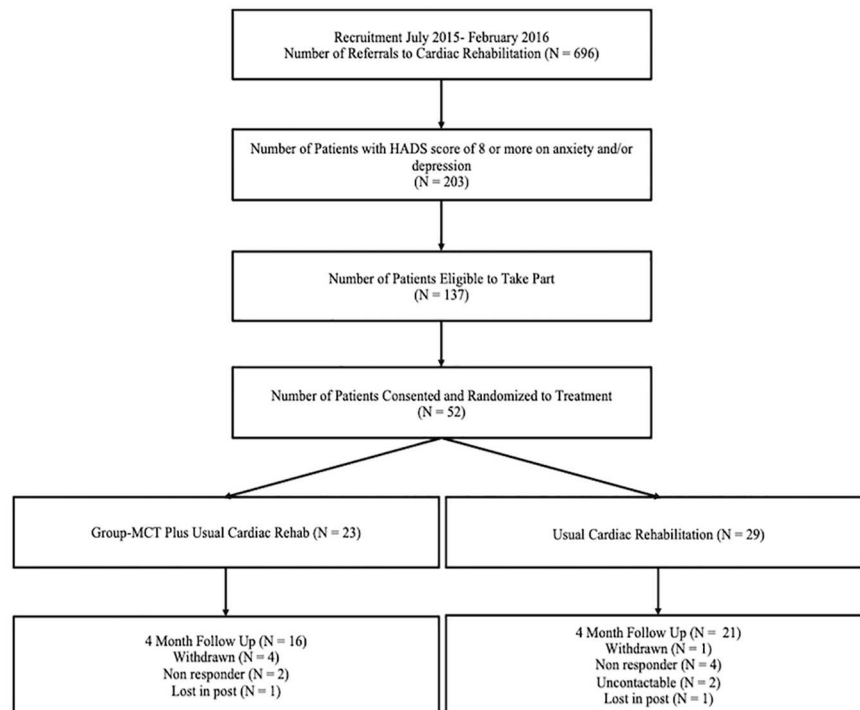 Recruitment July 2015- February 2016
Number of Referrals to Cardiac Rehabilitation (N = 696)
Number of Patients with HADS score of 8 or more on anxiety and/or
depression
(N = 203)
Number of Patients Eligible to Take Part
(N = 137)
Number of Patients Consented and Randomized to Treatment
(N = 52)
Group-MCT Plus Usual Cardiac Rehab (N = 23)
Usual Cardiac Rehabilitation (N = 29)
4 Month Follow Up (N = 16)
Withdrawn (N = 4)
Non responder (N = 2)
Lost in post (N = 1)
4 Month Follow Up (N = 21)
Withdrawn (N = 1)
Non responder (N = 4)
Uncontactable (N = 2)
Lost in post (N = 1)